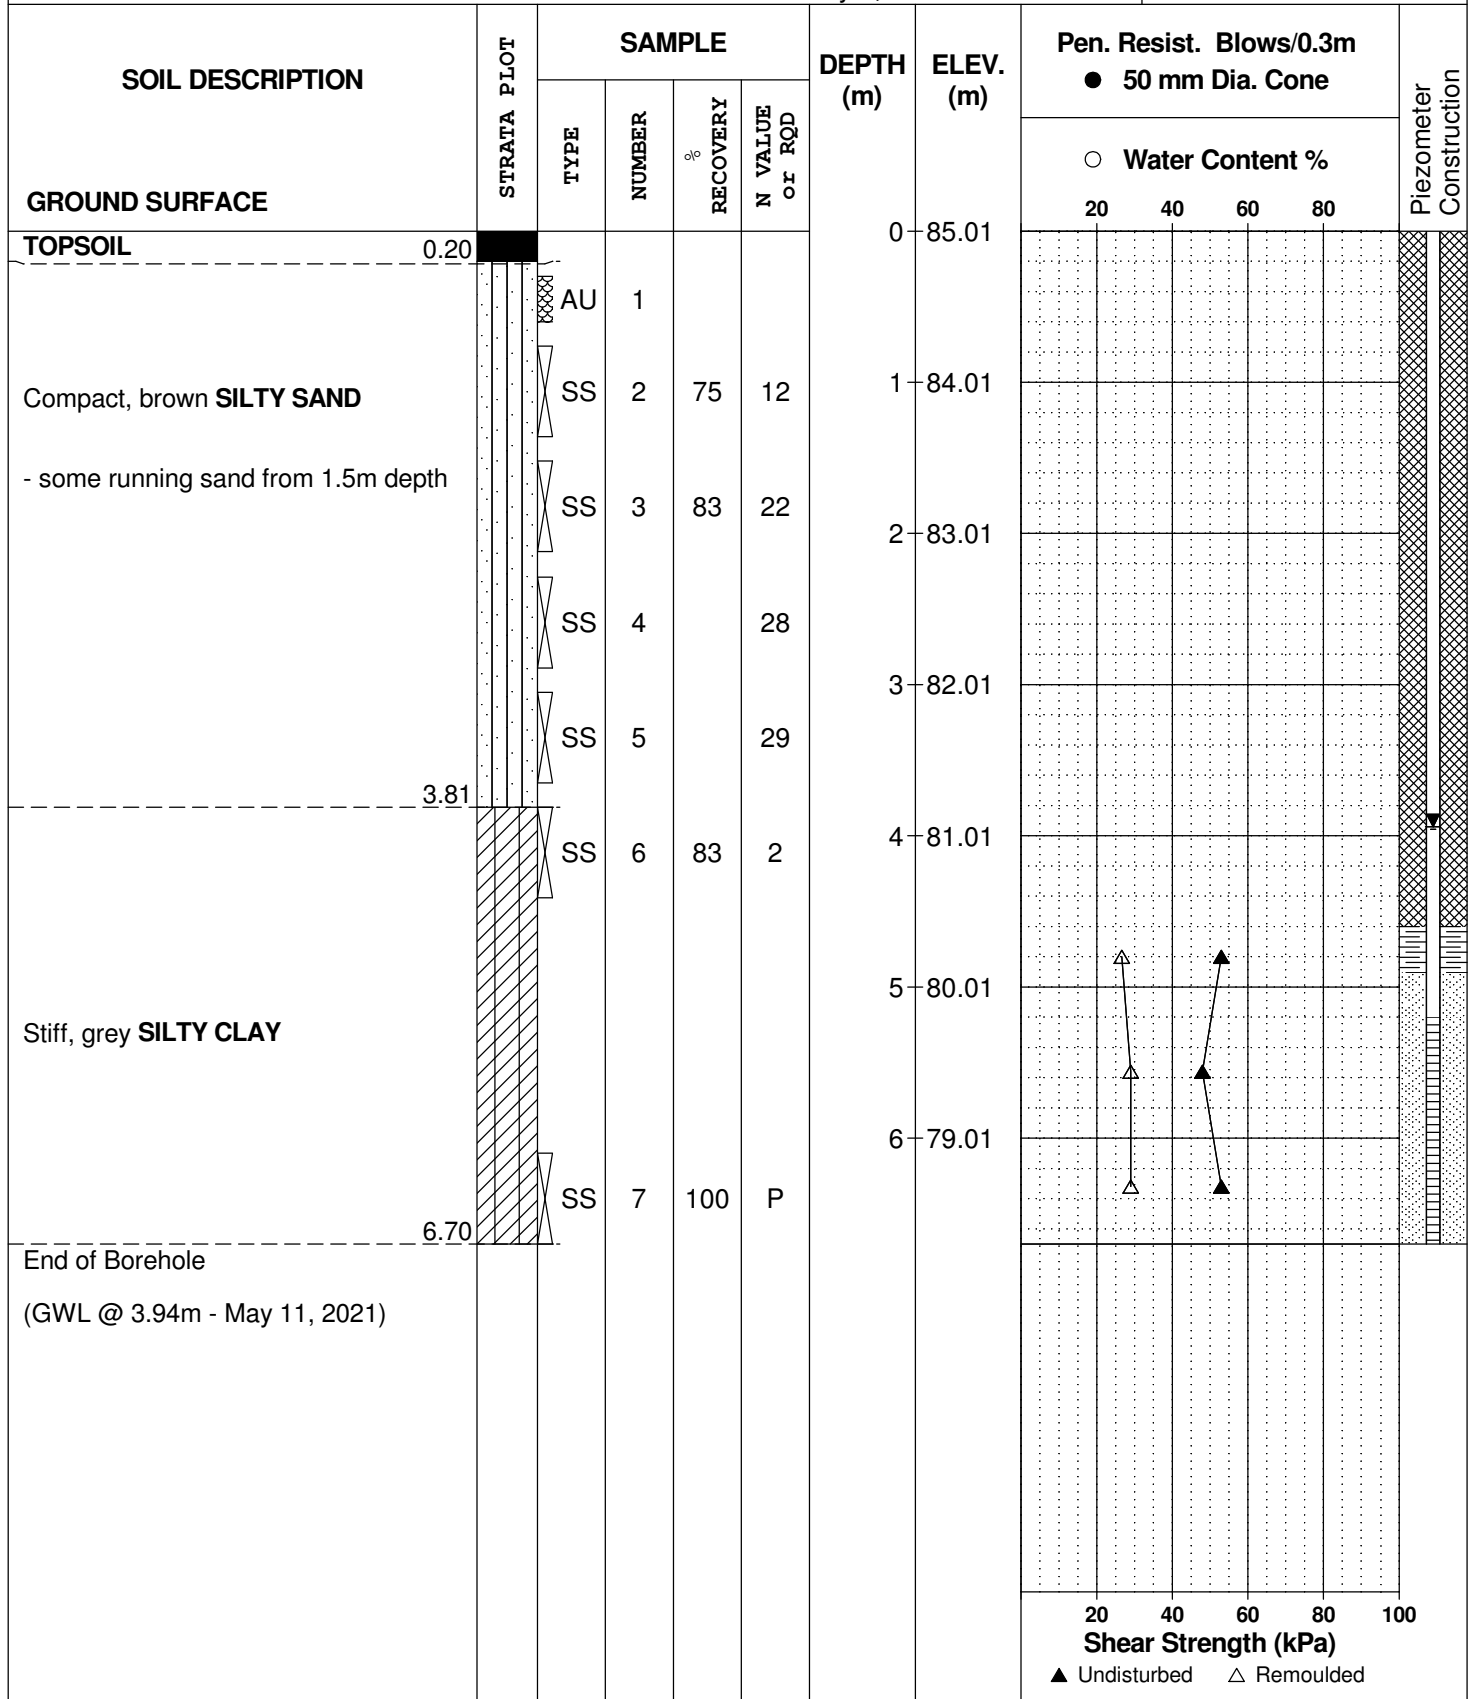 SOIL DESCRIPTION
GROUND SURFACE
STRATA PLOT
SAMPLE
TYPE
NUMBER
%
RECOVERY
N VALUE
or RQD
DEPTH
(m)
ELEV.
(m)
Pen. Resist. Blows/0.3m
● 50 mm Dia. Cone
○ Water Content %
20 40 60 80
Piezometer
Construction
TOPSOIL 0.20
0 85.01
AU 1
Compact, brown SILTY SAND
SS 2 75 12
1 84.01
- some running sand from 1.5m depth
SS 3 83 22
2 83.01
SS 4 28
3 82.01
SS 5 29
3.81
4 81.01
SS 6 83 2
5 80.01
Stiff, grey SILTY CLAY
6 79.01
SS 7 100 P
6.70
End of Borehole
(GWL @ 3.94m - May 11, 2021)
20 40 60 80 100
Shear Strength (kPa)
▲ Undisturbed △ Remoulded